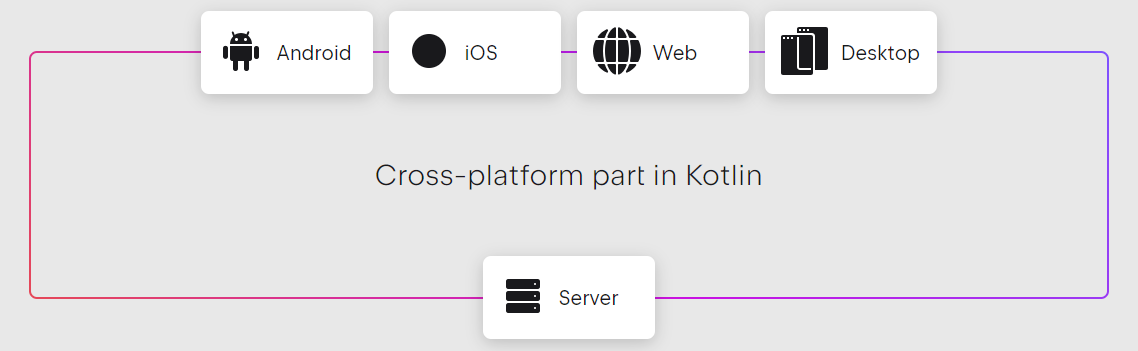 Android
iOS
Web
Desktop
Cross-platform part in Kotlin
Server